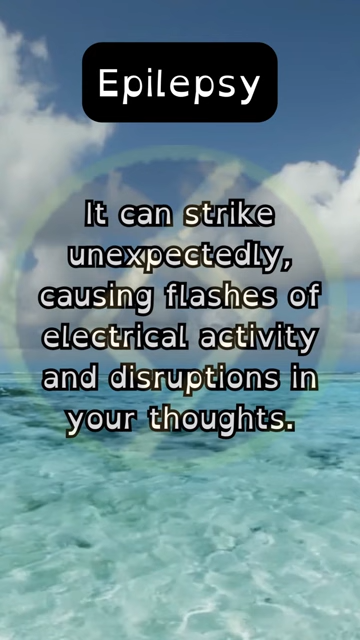 Epilepsy
It can strike
unexpectedly,
causing flashes of
electrical activity
and disruptions in
your thoughts.